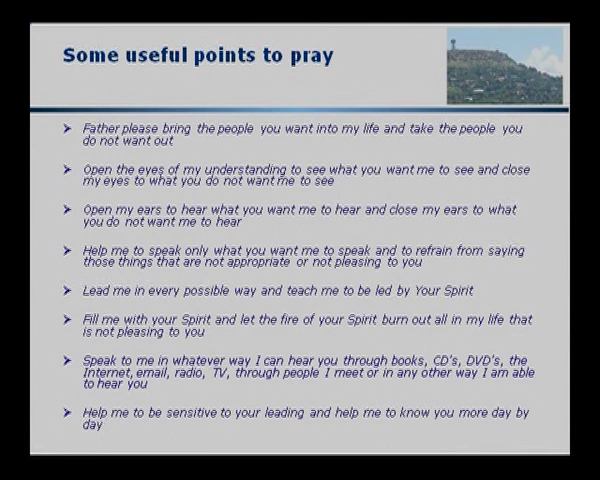 Some useful points to pray
Father please bring the people you want into my life and take the people you
do not want out
Open the eyes of my understanding to see what you want me to see and close
my eyes to what you do not want me to see
Open my ears to hear what you want me to hear and close my ears to what
you do not want me to hear
Help me to speak only what you want me to speak and to refrain from saying
those things that are not appropriate or not pleasing to you
Lead me in every possible way and teach me to be led by Your Spirit
Fill me with your Spirit and let the fire of your Spirit burn out all in my life that
is not pleasing to you
Speak to me in whatever way I can hear you through books, CD's, DVD's, the
Internet, email, radio, TV, through people I meet or in any other way I am able
to hear you
Help me to be sensitive to your leading and help me to know you more day by
day